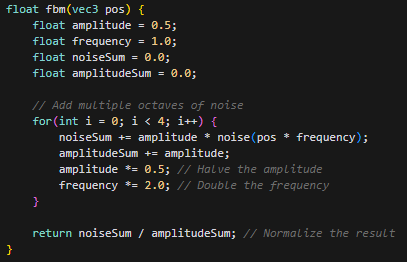 float fbm(vec3 pos) {
    float amplitude = 0.5;
    float frequency = 1.0;
    float noiseSum = 0.0;
    float amplitudeSum = 0.0;

    // Add multiple octaves of noise
    for(int i = 0; i < 4; i++) {
        noiseSum += amplitude * noise(pos * frequency);
        amplitudeSum += amplitude;
        amplitude *= 0.5; // Halve the amplitude
        frequency *= 2.0; // Double the frequency
    }

    return noiseSum / amplitudeSum; // Normalize the result
}